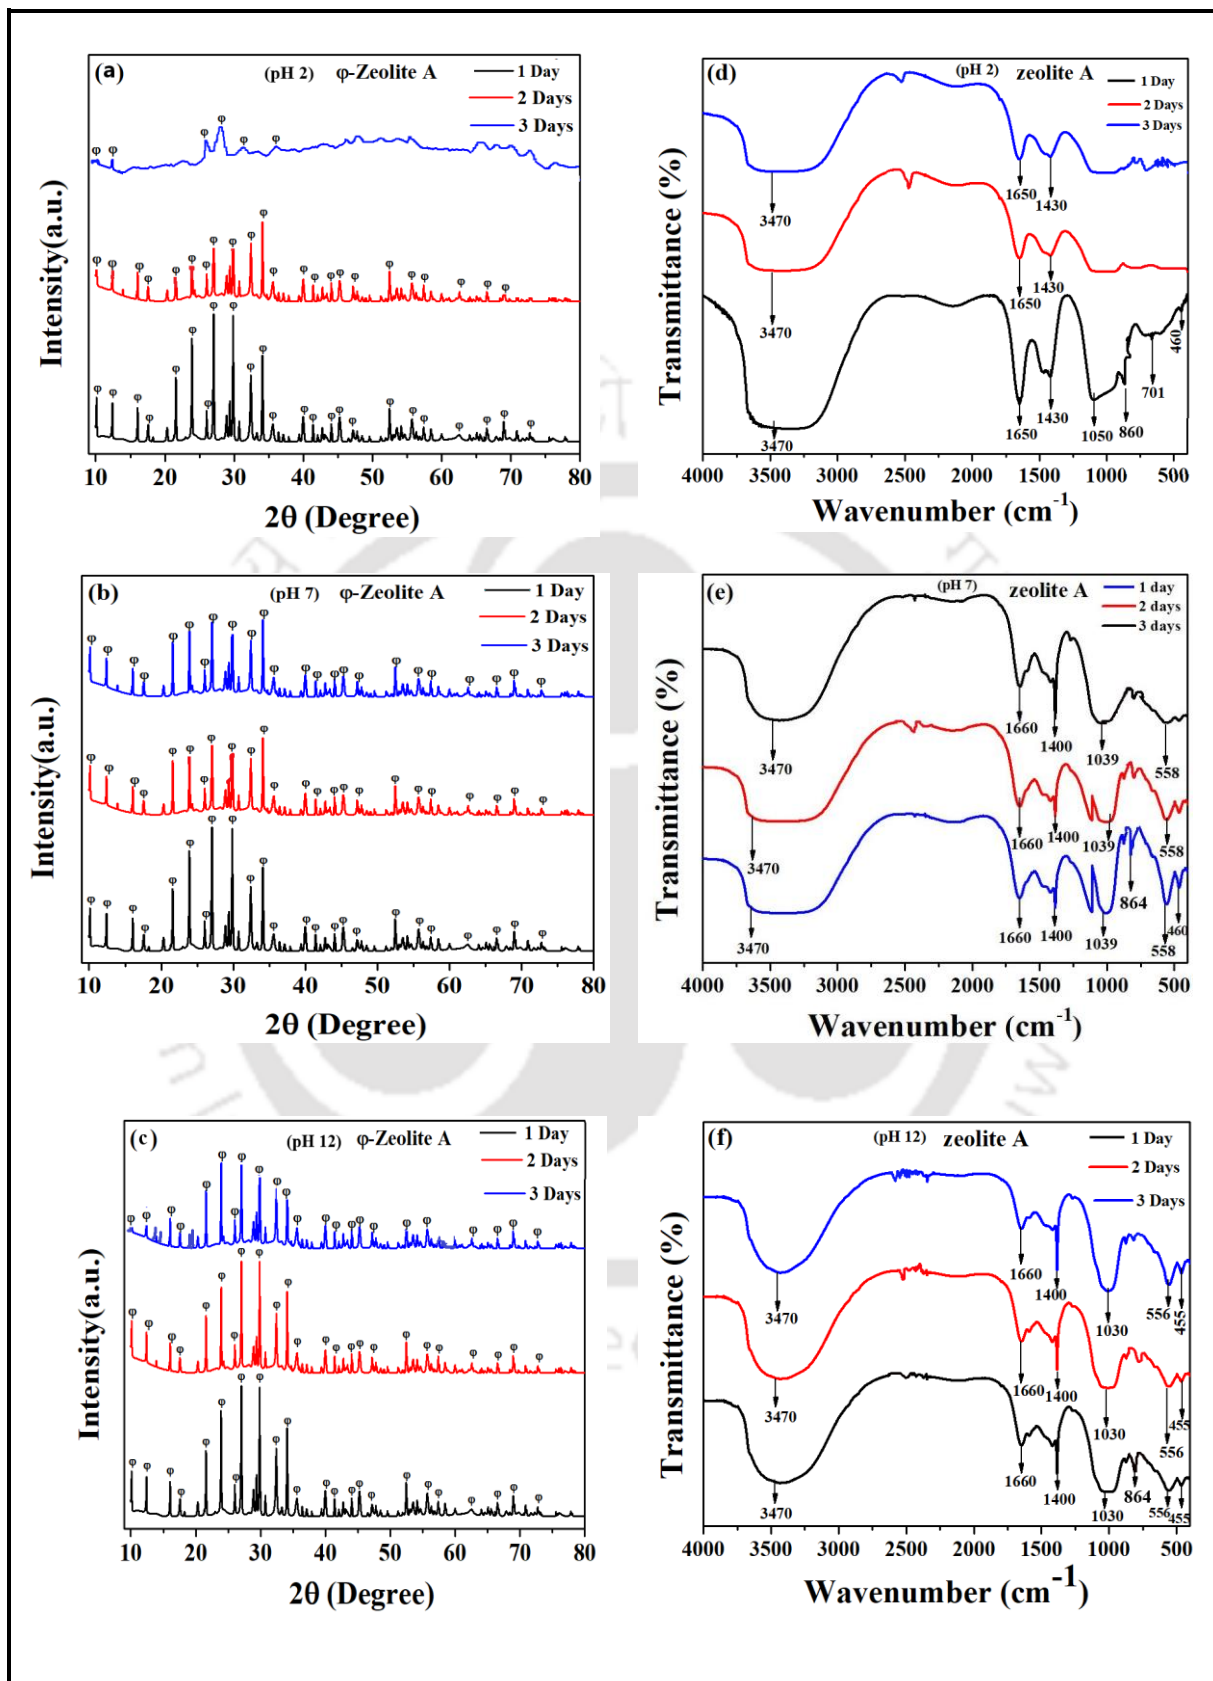 (a)
(pH 2)
φ-Zeolite A
1 Day
2 Days
3 Days
Intensity(a.u.)
10 20 30 40 50 60 70 80
2θ (Degree)
(d)
(pH 2)
zeolite A
1 Day
2 Days
3 Days
Transmittance (%)
3470
1650
1430
3470
1650
1430
3470
1650
1430
1050
860
701
460
4000 3500 3000 2500 2000 1500 1000 500
Wavenumber (cm-1)
(b)
(pH 7)
φ-Zeolite A
1 Day
2 Days
3 Days
Intensity(a.u.)
10 20 30 40 50 60 70 80
2θ (Degree)
(e)
(pH 7)
zeolite A
1 day
2 days
3 days
Transmittance (%)
3470
1660
1400
1039
558
3470
1660
1400
1039
558
3470
1660
1400
1039
864
558
460
4000 3500 3000 2500 2000 1500 1000 500
Wavenumber (cm-1)
(c)
(pH 12)
φ-Zeolite A
1 Day
2 Days
3 Days
Intensity(a.u.)
10 20 30 40 50 60 70 80
2θ (Degree)
(f)
(pH 12)
zeolite A
1 Day
2 Days
3 Days
Transmittance (%)
3470
1660
1400
1030
556
455
3470
1660
1400
1030
556
455
3470
1660
1400
1030
864
556
455
4000 3500 3000 2500 2000 1500 1000 500
Wavenumber (cm-1)